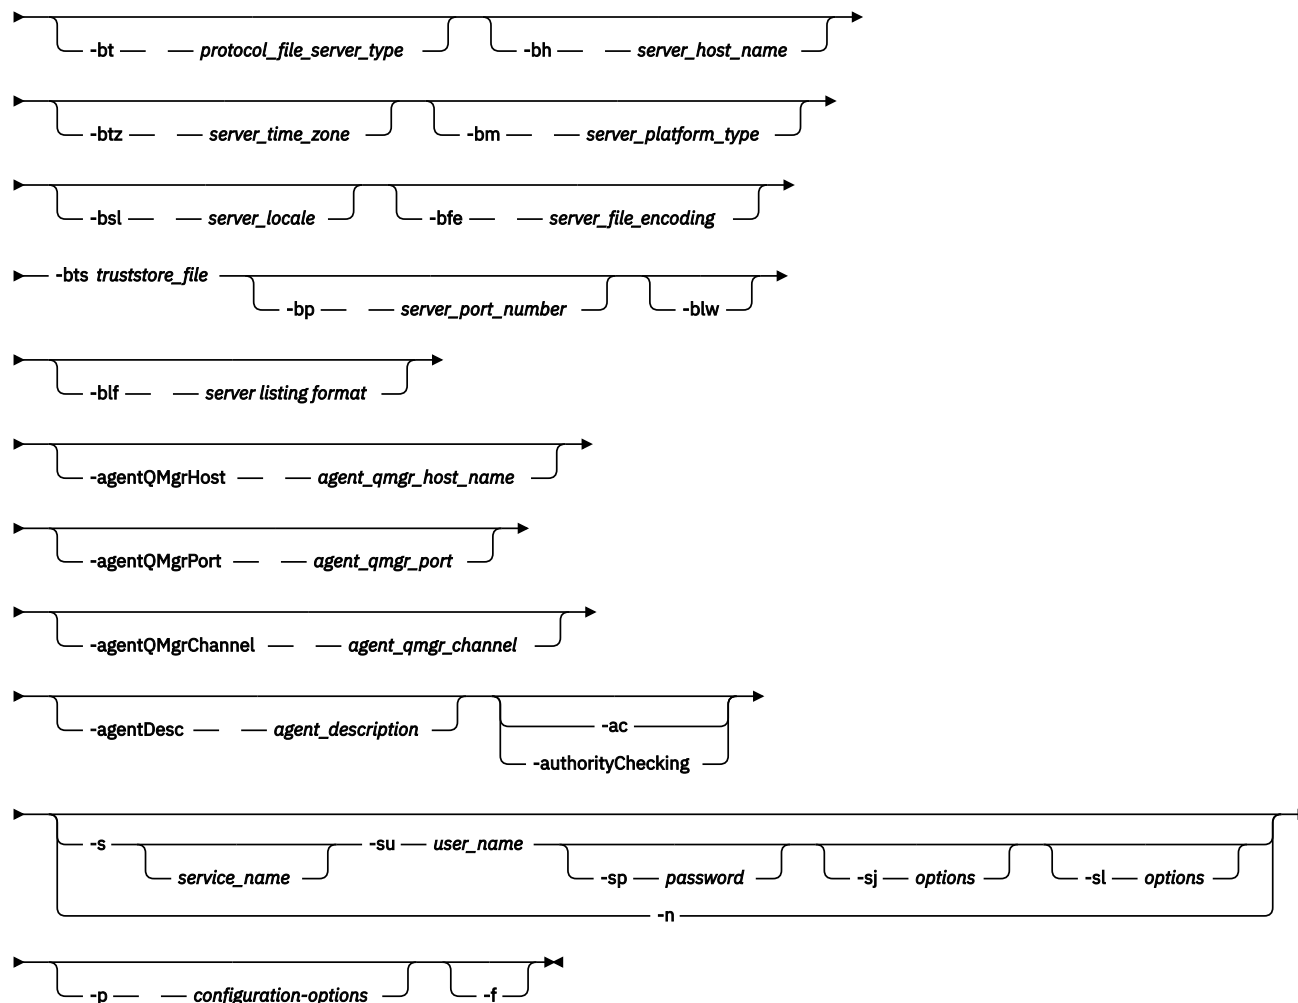 -bt protocol_file_server_type -bh server_host_name
-btz server_time_zone -bm server_platform_type
-bsl server_locale -bfe server_file_encoding
-bts truststore_file
-bp server_port_number -blw
-blf server listing format
-agentQMgrHost agent_qmgr_host_name
-agentQMgrPort agent_qmgr_port
-agentQMgrChannel agent_qmgr_channel
-ac
-agentDesc agent_description
-authorityChecking
-s -su user_name
service_name -sp password -sj options -sl options
-n
-p configuration-options -f